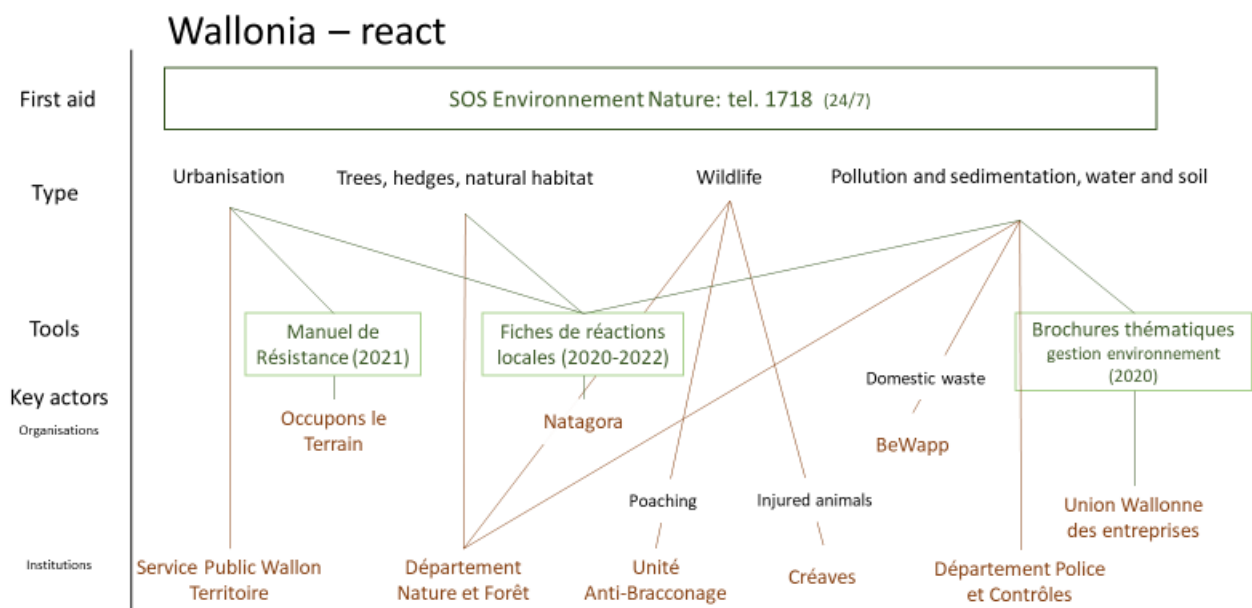 Wallonia – react
First aid
SOS Environnement Nature: tel. 1718 (24/7)
Type
Urbanisation
Trees, hedges, natural habitat
Wildlife
Pollution and sedimentation, water and soil
Tools
Manuel de
Résistance (2021)
Fiches de réactions
locales (2020-2022)
Brochures thématiques
gestion environnement
(2020)
Domestic waste
Key actors
Organisations
Occupons le
Terrain
Natagora
BeWapp
Poaching
Injured animals
Union Wallonne
des entreprises
Institutions
Service Public Wallon
Territoire
Département
Nature et Forêt
Unité
Anti-Bracconage
Créaves
Département Police
et Contrôles